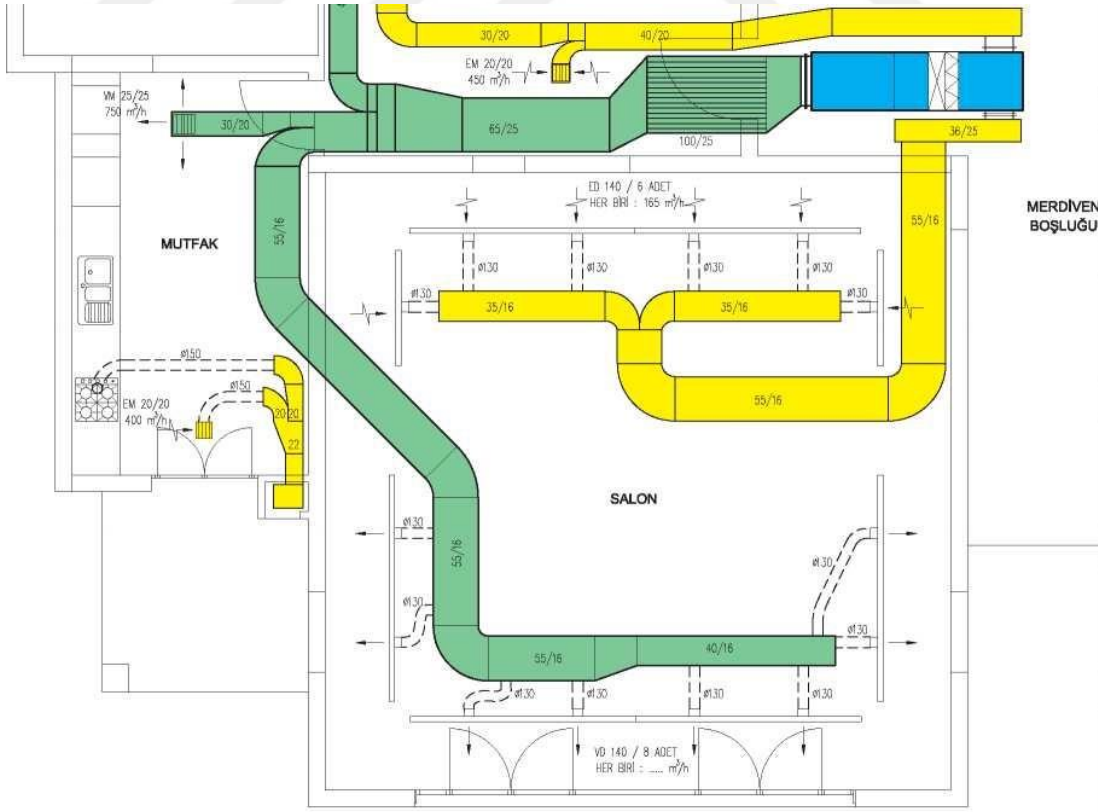 30/20
40/20
EM 20/20
450 m³/h
VM 25/25
750 m³/h
30/20
65/25
100/25
36/25
ED 140 / 6 ADET
HER BİRİ : 165 m³/h
MERDİVEN
BOŞLUĞU
MUTFAK
55/16
55/16
ø130
ø130
ø130
ø130
ø130
35/16
35/16
ø130
ø150
ø150
EM 20/20
400 m³/h
20/20
22
55/16
SALON
ø130
55/16
ø130
ø130
ø130
55/16
40/16
ø130
ø130
ø130
ø130
ø130
VD 140 / 8 ADET
HER BİRİ : ..... m³/h